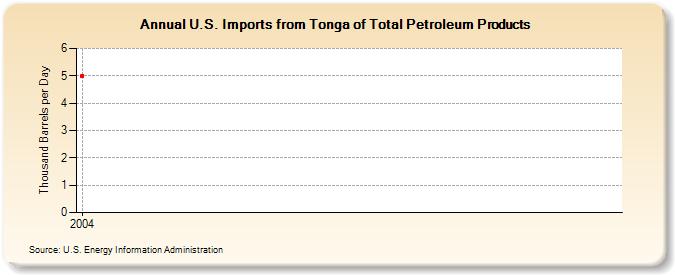 Annual U.S. Imports from Tonga of Total Petroleum Products
Thousand Barrels per Day
6
5
4
3
2
1
0
2004
Source: U.S. Energy Information Administration